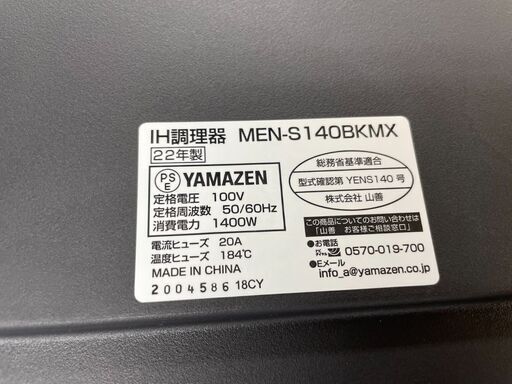 IH調理器 MEN-S140BKMX
22年製
PS
E
YAMAZEN
定格電圧 100V
定格周波数 50/60Hz
消費電力 1400W
電流ヒューズ 20A
温度ヒューズ 184℃
MADE IN CHINA
2004586 18CY
総務省基準適合
型式確認第 YENS140 号
株式会社 山善
この商品についてのお問い合わせは
「山善 お客様ご相談窓口」
●お電話
0570-019-700
●Eメール
info_a@yamazen.co.jp